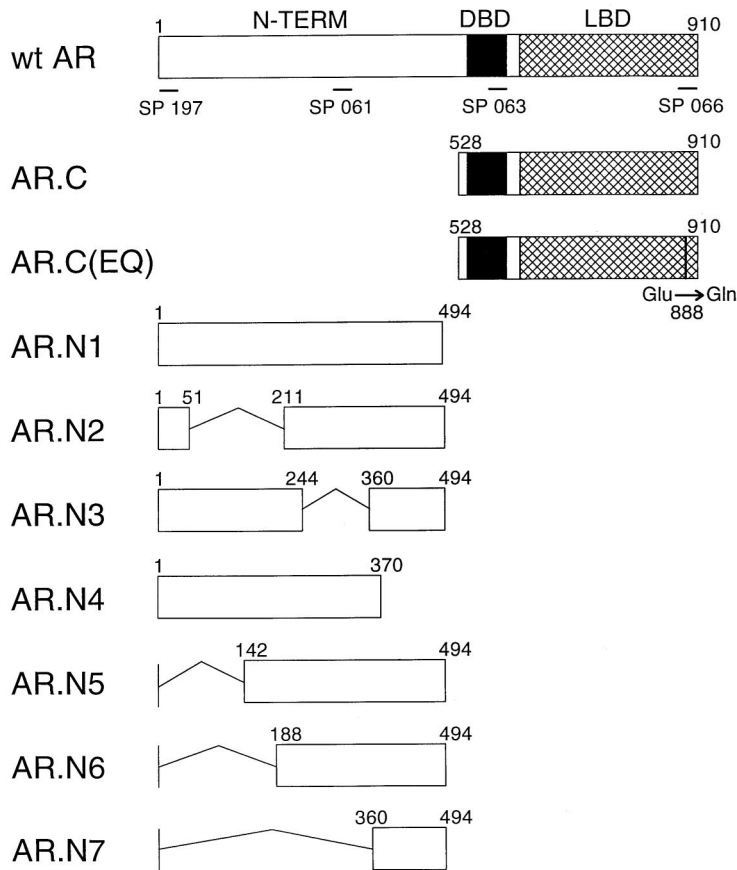 1 N-TERM DBD LBD 910
wt AR
SP 197 SP 061 SP 063 SP 066
528 910
AR.C
528 910
AR.C(EQ)
Glu→Gln
888
1 494
AR.N1
1 51 211 494
AR.N2
1 244 360 494
AR.N3
1 370
AR.N4
142 494
AR.N5
188 494
AR.N6
360 494
AR.N7